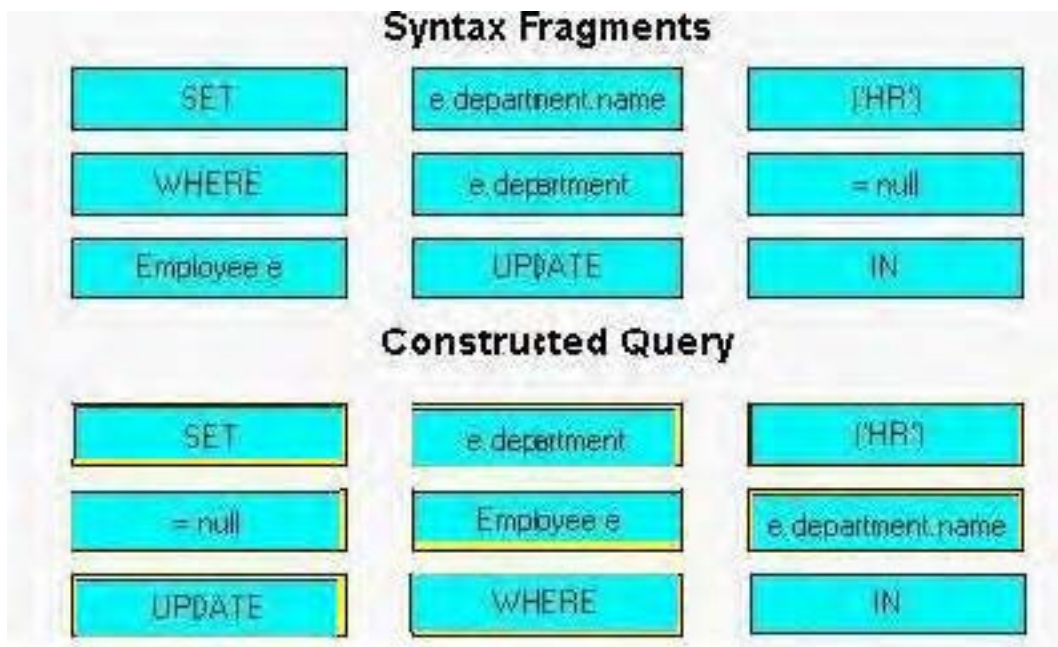 Syntax Fragments
SET e.department.name ('HR')
WHERE e.department = null
Employee e UPDATE IN
Constructed Query
SET e.department ('HR')
= null Employee e e.department.name
UPDATE WHERE IN